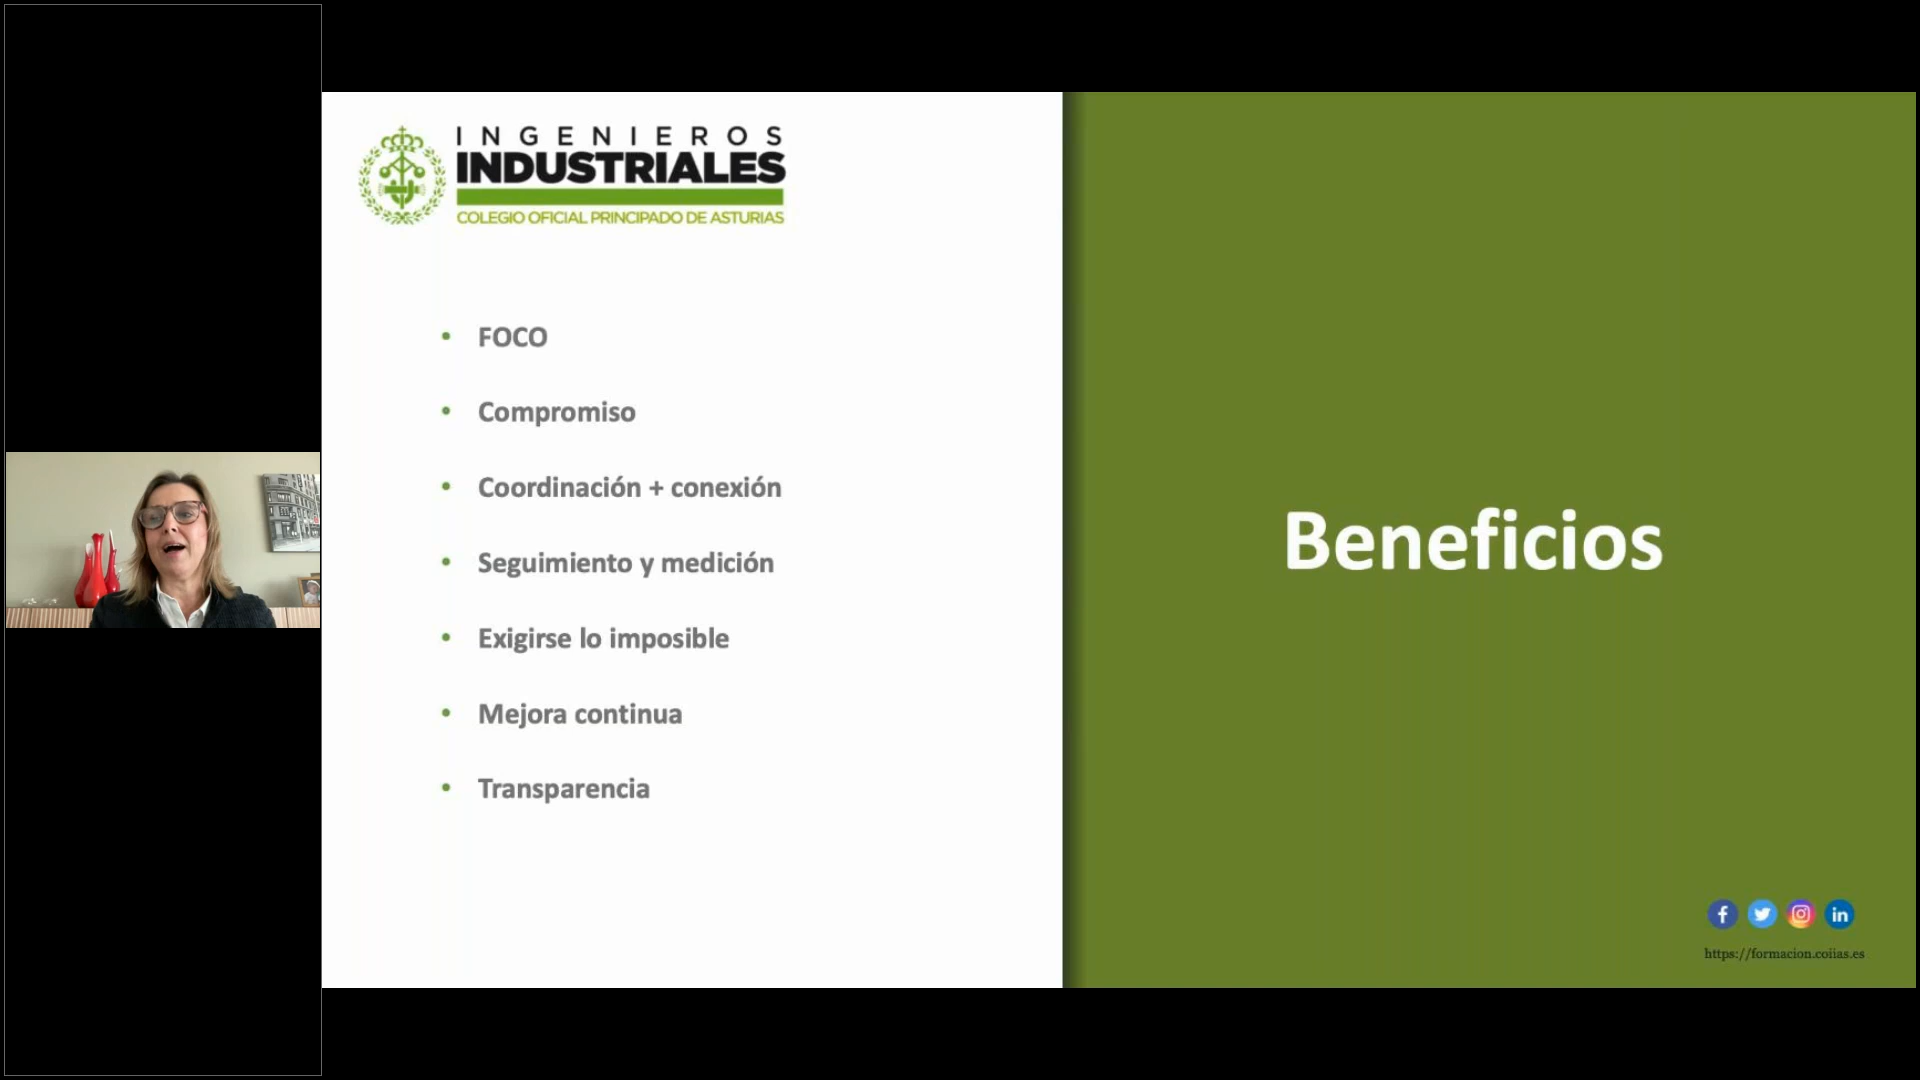 INGENIEROS
INDUSTRIALES
COLEGIO OFICIAL PRINCIPADO DE ASTURIAS
• FOCO
• Compromiso
• Coordinación + conexión
• Seguimiento y medición
• Exigirse lo imposible
• Mejora continua
• Transparencia
Beneficios
https://formacion.coiias.es